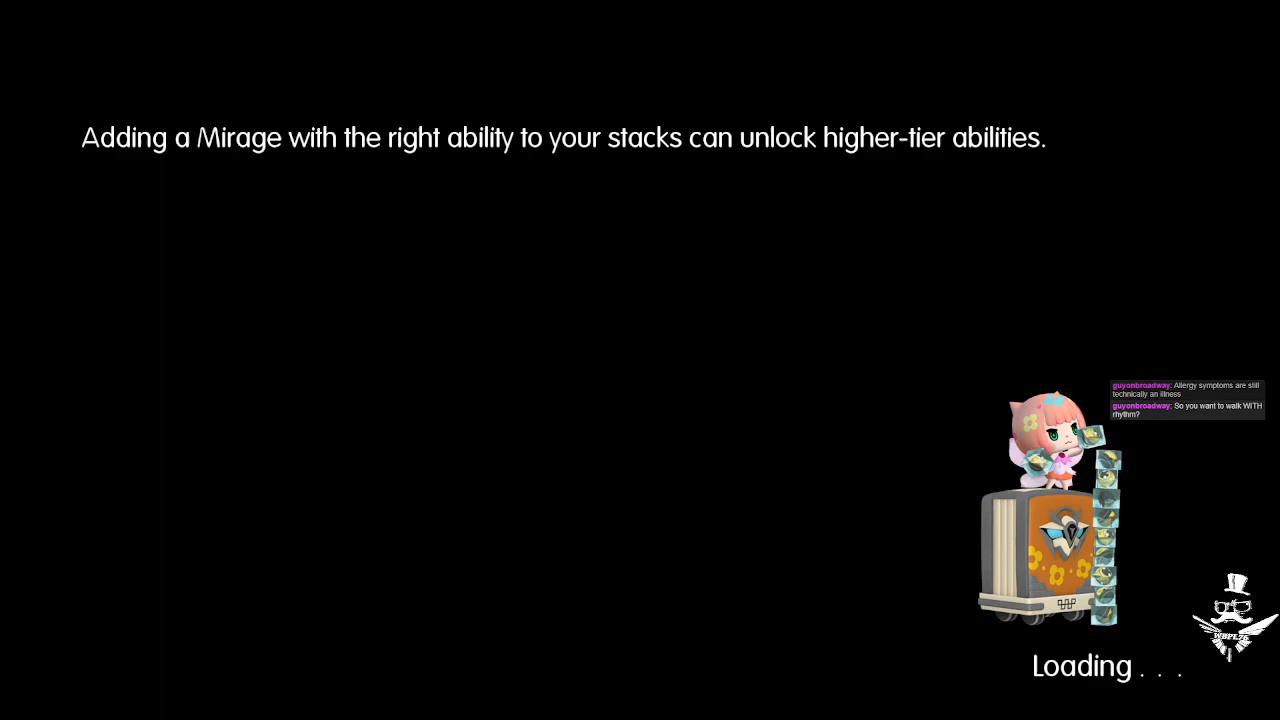 Adding a Mirage with the right ability to your stacks can unlock higher-tier abilities.
guyonbroadway: Allergy symptoms are still
technically an illness
guyonbroadway: So you want to walk WITH
rhythm?
Loading . . .